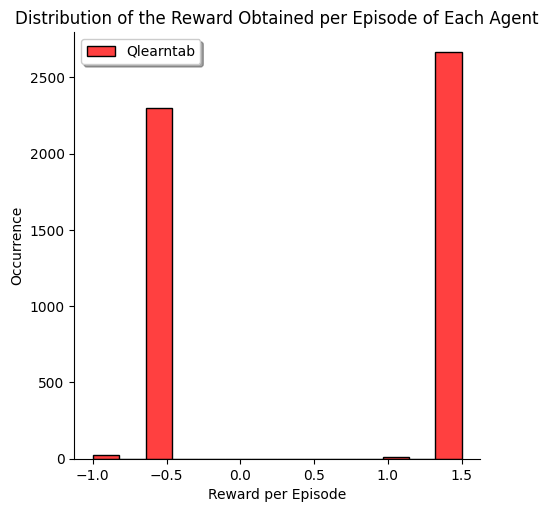 Distribution of the Reward Obtained per Episode of Each Agent
Qlearntab
2500
2000
1500
1000
500
0
Occurrence
−1.0 −0.5 0.0 0.5 1.0 1.5
Reward per Episode